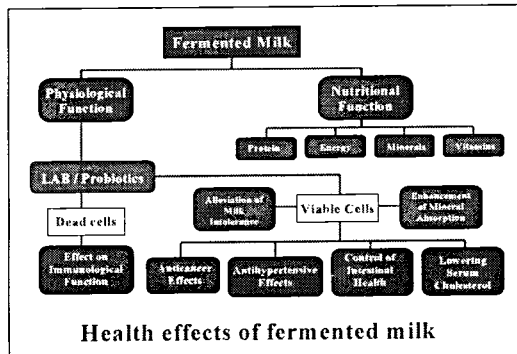 Fermented Milk
Physiological
Function
Nutritional
Function
Protein
Energy
Minerals
Vitamins
LAB / Probiotics
Dead cells
Effect on
Immunological
Function
Alleviation of
Milk
Intolerance
Viable Cells
Enhancement
of Mineral
Absorption
Anticancer
Effects
Antihypertensive
Effects
Control of
Intestinal
Health
Lowering
Serum
Cholesterol
Health effects of fermented milk